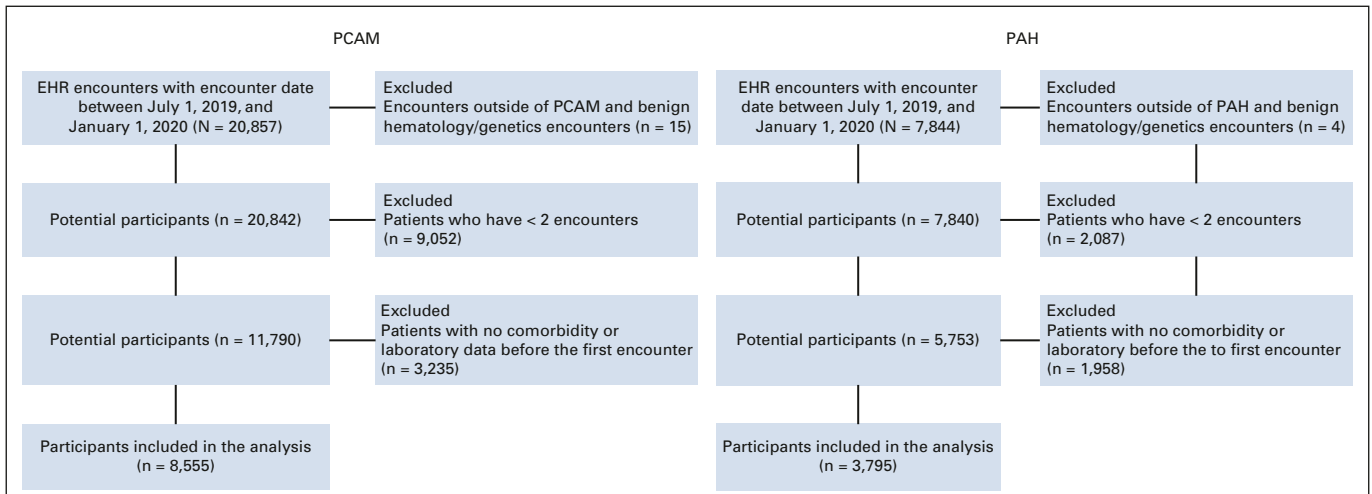 PCAM
EHR encounters with encounter date
between July 1, 2019, and
January 1, 2020 (N = 20,857)
Excluded
Encounters outside of PCAM and benign
hematology/genetics encounters (n = 15)
Potential participants (n = 20,842)
Excluded
Patients who have < 2 encounters
(n = 9,052)
Potential participants (n = 11,790)
Excluded
Patients with no comorbidity or
laboratory data before the first encounter
(n = 3,235)
Participants included in the analysis
(n = 8,555)
PAH
EHR encounters with encounter
date between July 1, 2019, and
January 1, 2020 (N = 7,844)
Excluded
Encounters outside of PAH and benign
hematology/genetics encounters (n = 4)
Potential participants (n = 7,840)
Excluded
Patients who have < 2 encounters
(n = 2,087)
Potential participants (n = 5,753)
Excluded
Patients with no comorbidity or
laboratory before the to first encounter
(n = 1,958)
Participants included in the analysis
(n = 3,795)